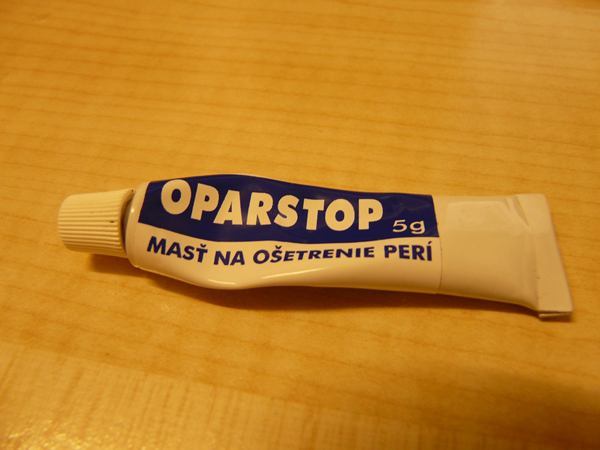 OPARSTOP 5g
MASŤ NA OŠETRENIE PERÍ